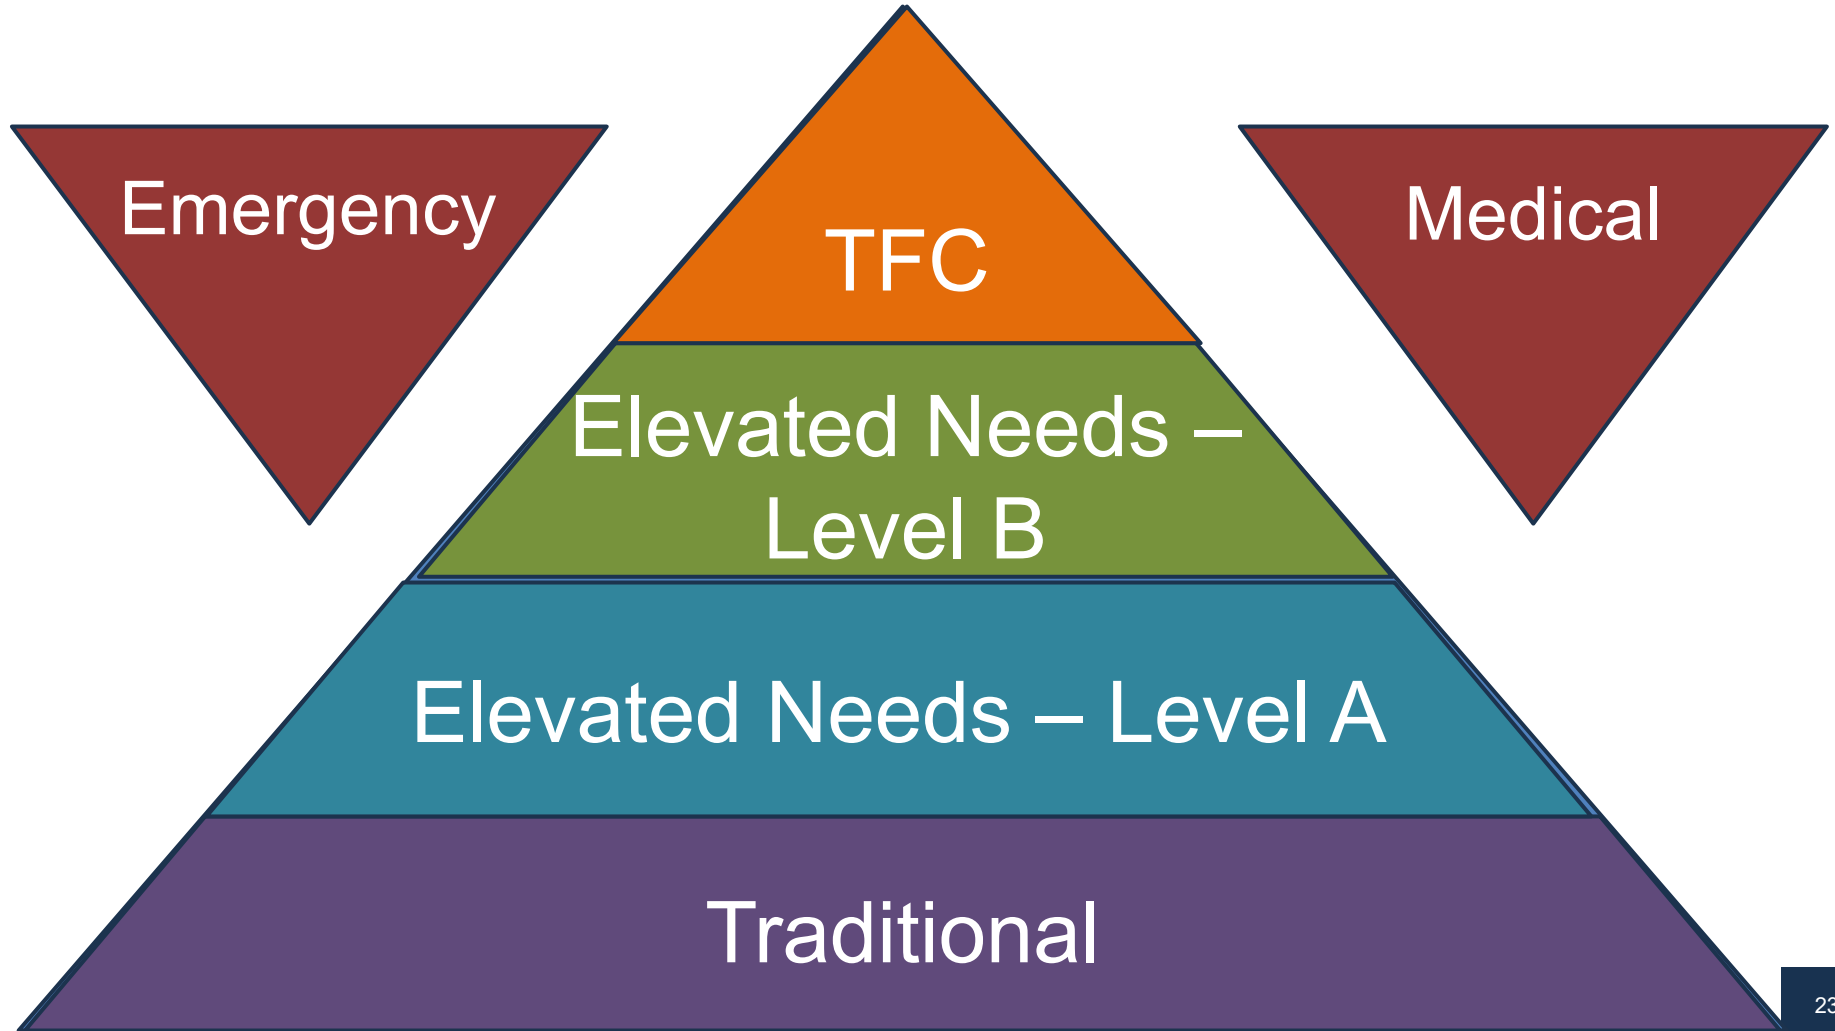 Emergency
Medical
TFC
Elevated Needs –
Level B
Elevated Needs – Level A
Traditional
23